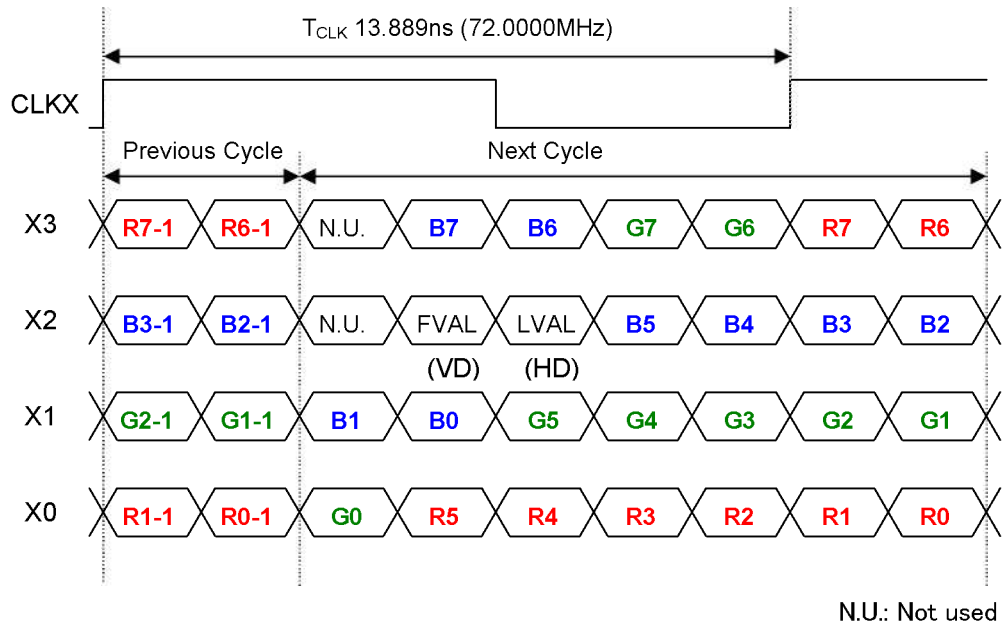 TCLK 13.889ns (72.0000MHz)
CLKX
Previous Cycle Next Cycle
X3 R7-1 R6-1 N.U. B7 B6 G7 G6 R7 R6
X2 B3-1 B2-1 N.U. FVAL LVAL B5 B4 B3 B2
(VD) (HD)
X1 G2-1 G1-1 B1 B0 G5 G4 G3 G2 G1
X0 R1-1 R0-1 G0 R5 R4 R3 R2 R1 R0
N.U.: Not used